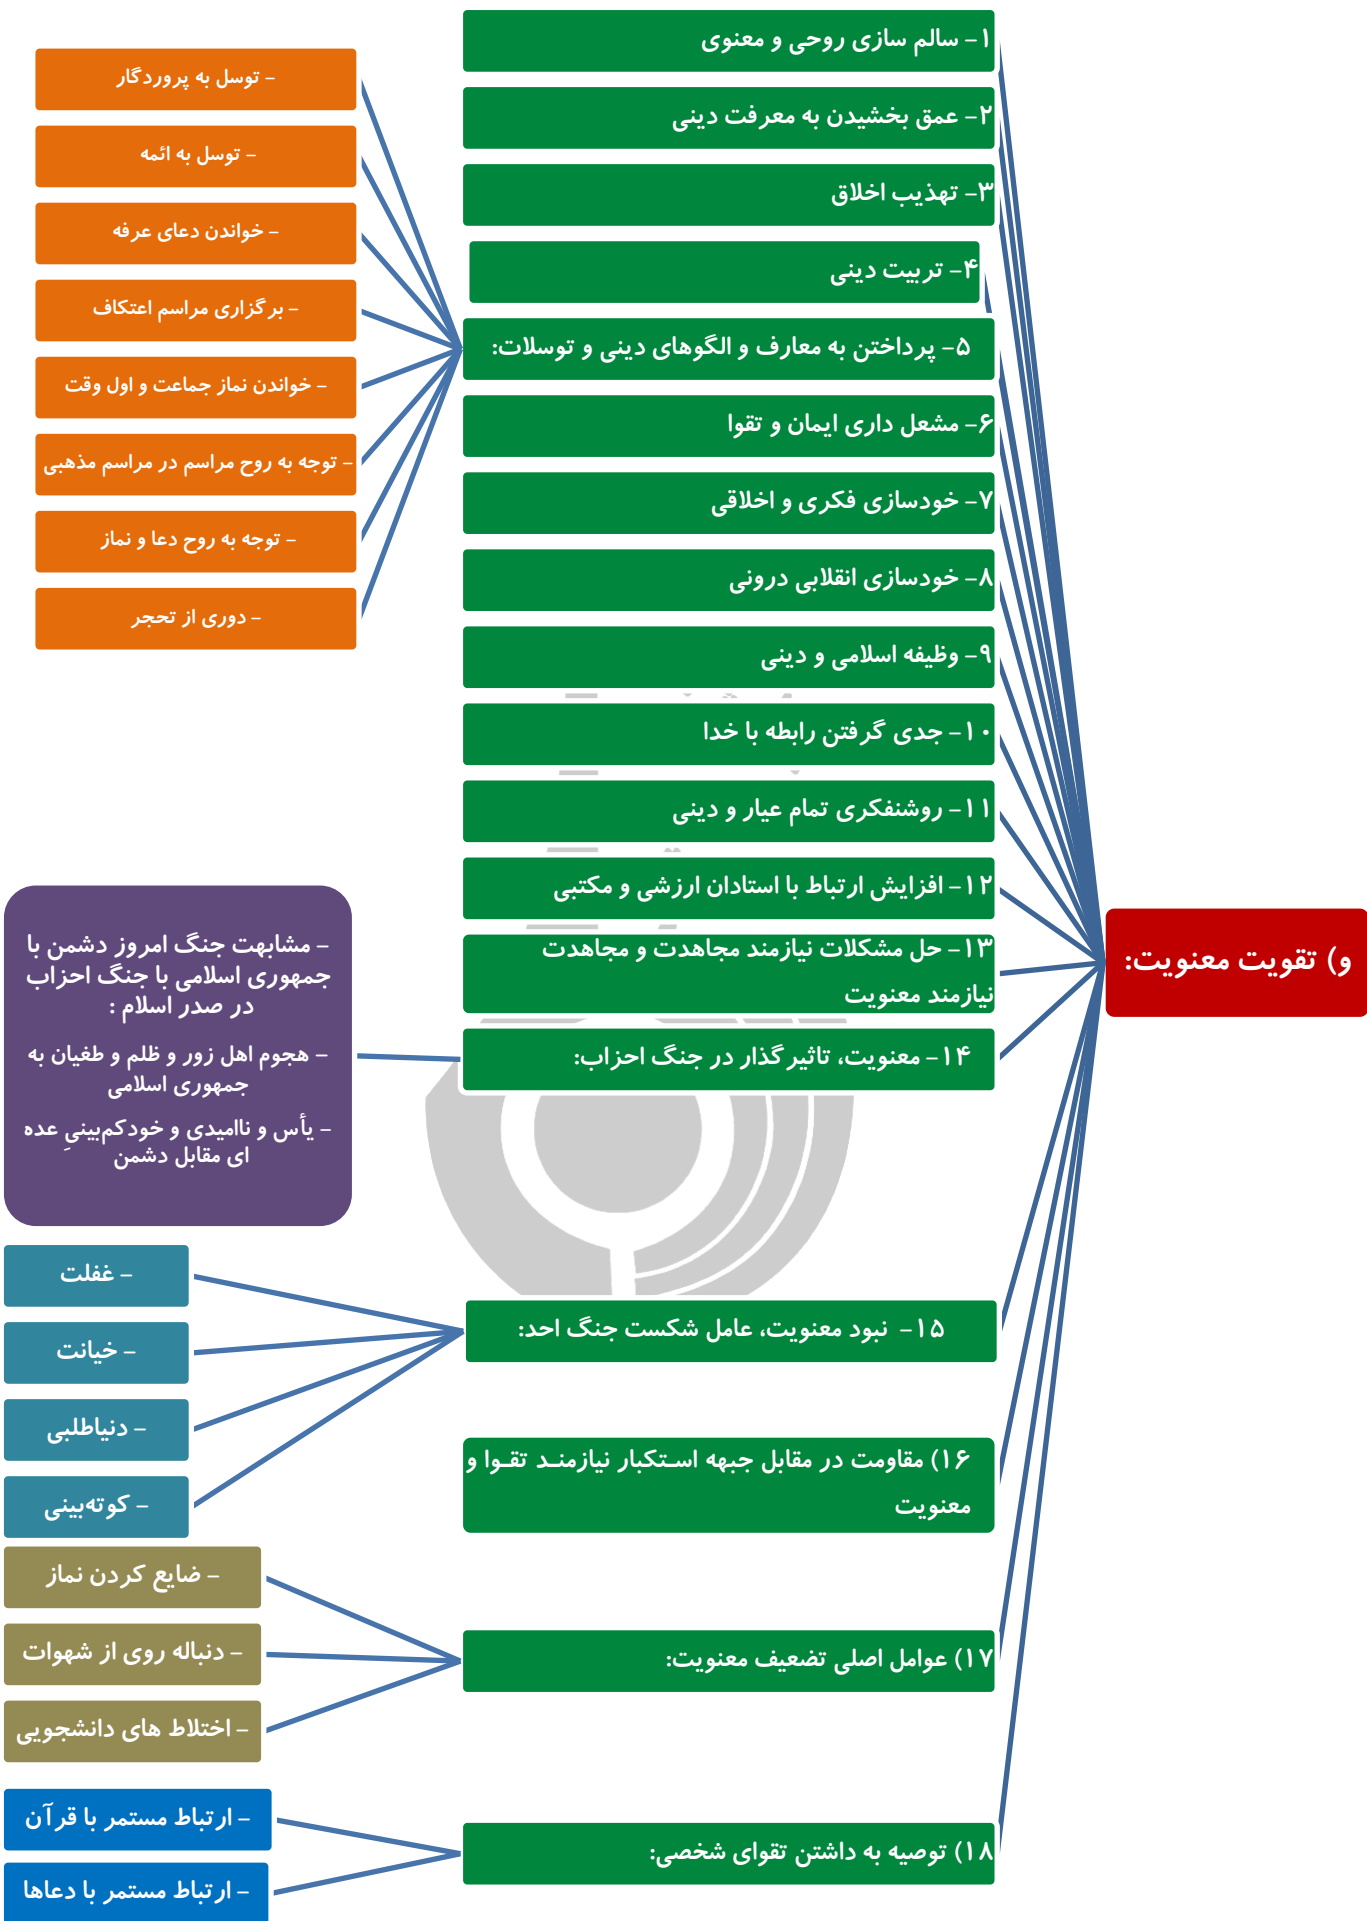 و) تقویت معنویت:
۱- سالم سازی روحی و معنوی
۲- عمق بخشیدن به معرفت دینی
۳- تهذیب اخلاق
۴- تربیت دینی
۵- پرداختن به معارف و الگوهای دینی و توسلات:
- توسل به پروردگار
- توسل به ائمه
- خواندن دعای عرفه
- برگزاری مراسم اعتکاف
- خواندن نماز جماعت و اول وقت
- توجه به روح مراسم در مراسم مذهبی
- توجه به روح دعا و نماز
- دوری از تحجر
۶- مشعل داری ایمان و تقوا
۷- خودسازی فکری و اخلاقی
۸- خودسازی انقلابی درونی
۹- وظیفه اسلامی و دینی
۱۰- جدی گرفتن رابطه با خدا
۱۱- روشنفکری تمام عیار و دینی
۱۲- افزایش ارتباط با استادان ارزشی و مکتبی
۱۳- حل مشکلات نیازمند مجاهدت و مجاهدت
نیازمند معنویت
۱۴- معنویت، تاثیرگذار در جنگ احزاب:
- مشابهت جنگ امروز دشمن با
جمهوری اسلامی با جنگ احزاب
در صدر اسلام :
- هجوم اهل زور و ظلم و طغیان به
جمهوری اسلامی
- یأس و ناامیدی و خودکم‌بینیِ عده
ای مقابل دشمن
۱۵- نبود معنویت، عامل شکست جنگ احد:
- غفلت
- خیانت
- دنیاطلبی
- کوته‌بینی
۱۶) مقاومت در مقابل جبهه استکبار نیازمند تقوا و
معنویت
۱۷) عوامل اصلی تضعیف معنویت:
- ضایع کردن نماز
- دنباله روی از شهوات
- اختلاط های دانشجویی
۱۸) توصیه به داشتن تقوای شخصی:
- ارتباط مستمر با قرآن
- ارتباط مستمر با دعاها